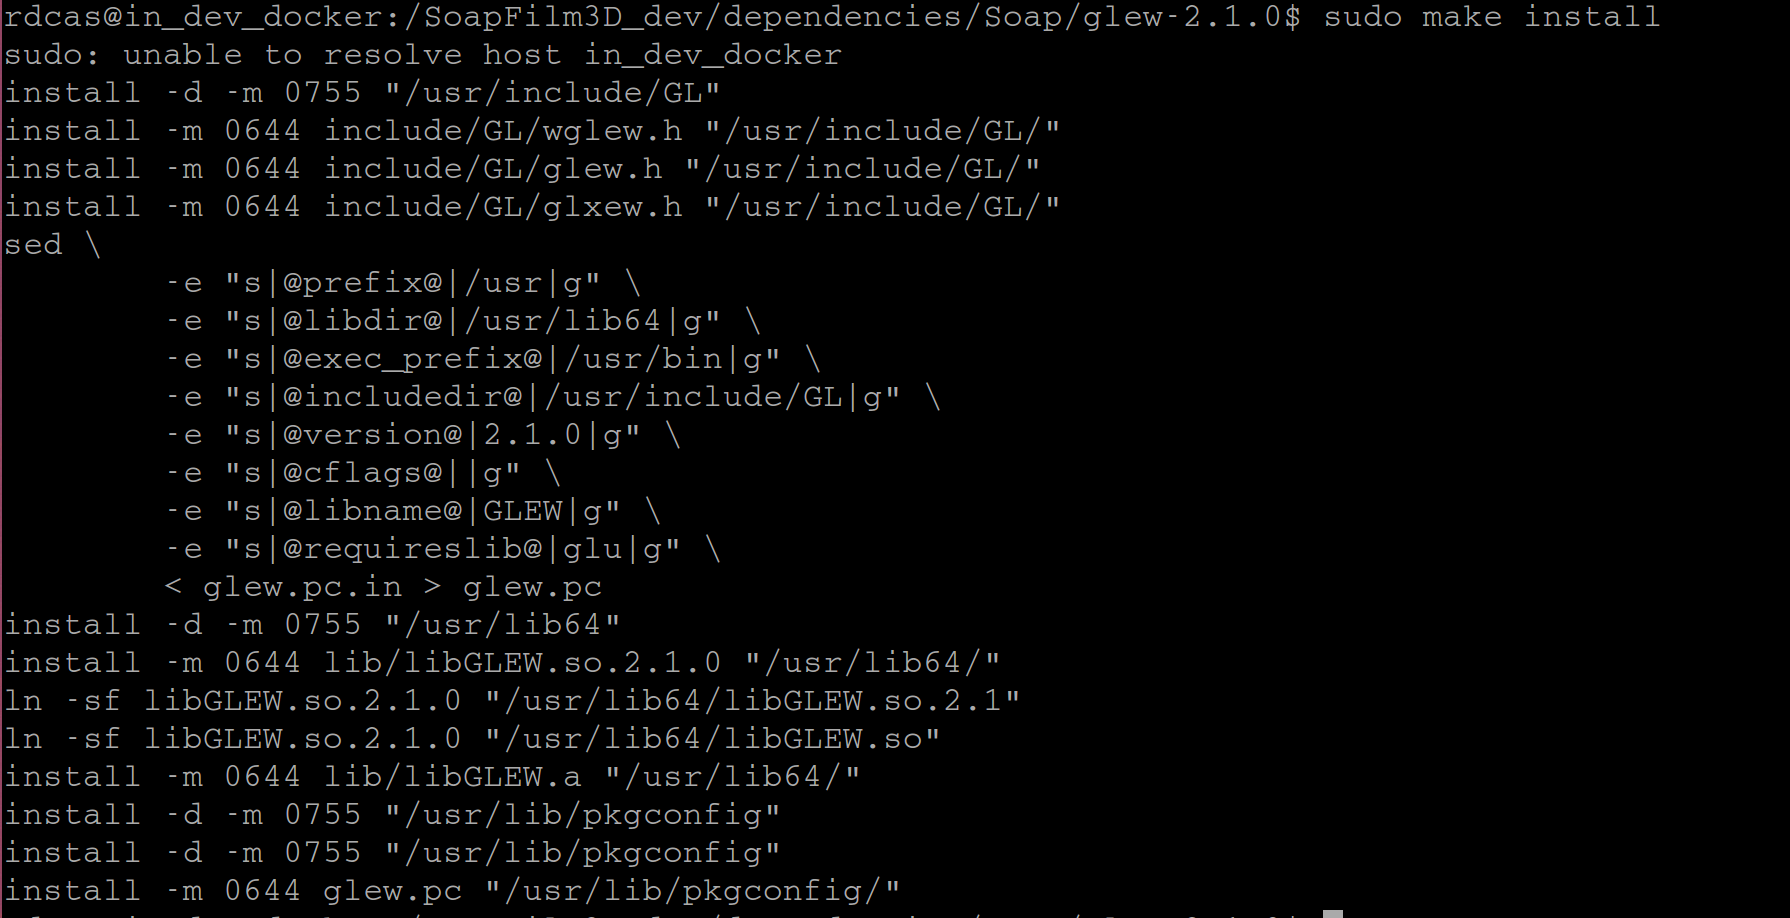 rdcas@in_dev_docker:/SoapFilm3D_dev/dependencies/Soap/glew-2.1.0$ sudo make install
sudo: unable to resolve host in_dev_docker
install -d -m 0755 "/usr/include/GL"
install -m 0644 include/GL/wglew.h "/usr/include/GL/"
install -m 0644 include/GL/glew.h "/usr/include/GL/"
install -m 0644 include/GL/glxew.h "/usr/include/GL/"
sed \
        -e "s|@prefix@|/usr|g" \
        -e "s|@libdir@|/usr/lib64|g" \
        -e "s|@exec_prefix@|/usr/bin|g" \
        -e "s|@includedir@|/usr/include/GL|g" \
        -e "s|@version@|2.1.0|g" \
        -e "s|@cflags@||g" \
        -e "s|@libname@|GLEW|g" \
        -e "s|@requireslib@|glu|g" \
        < glew.pc.in > glew.pc
install -d -m 0755 "/usr/lib64"
install -m 0644 lib/libGLEW.so.2.1.0 "/usr/lib64/"
ln -sf libGLEW.so.2.1.0 "/usr/lib64/libGLEW.so.2.1"
ln -sf libGLEW.so.2.1.0 "/usr/lib64/libGLEW.so"
install -m 0644 lib/libGLEW.a "/usr/lib64/"
install -d -m 0755 "/usr/lib/pkgconfig"
install -d -m 0755 "/usr/lib/pkgconfig"
install -m 0644 glew.pc "/usr/lib/pkgconfig/"